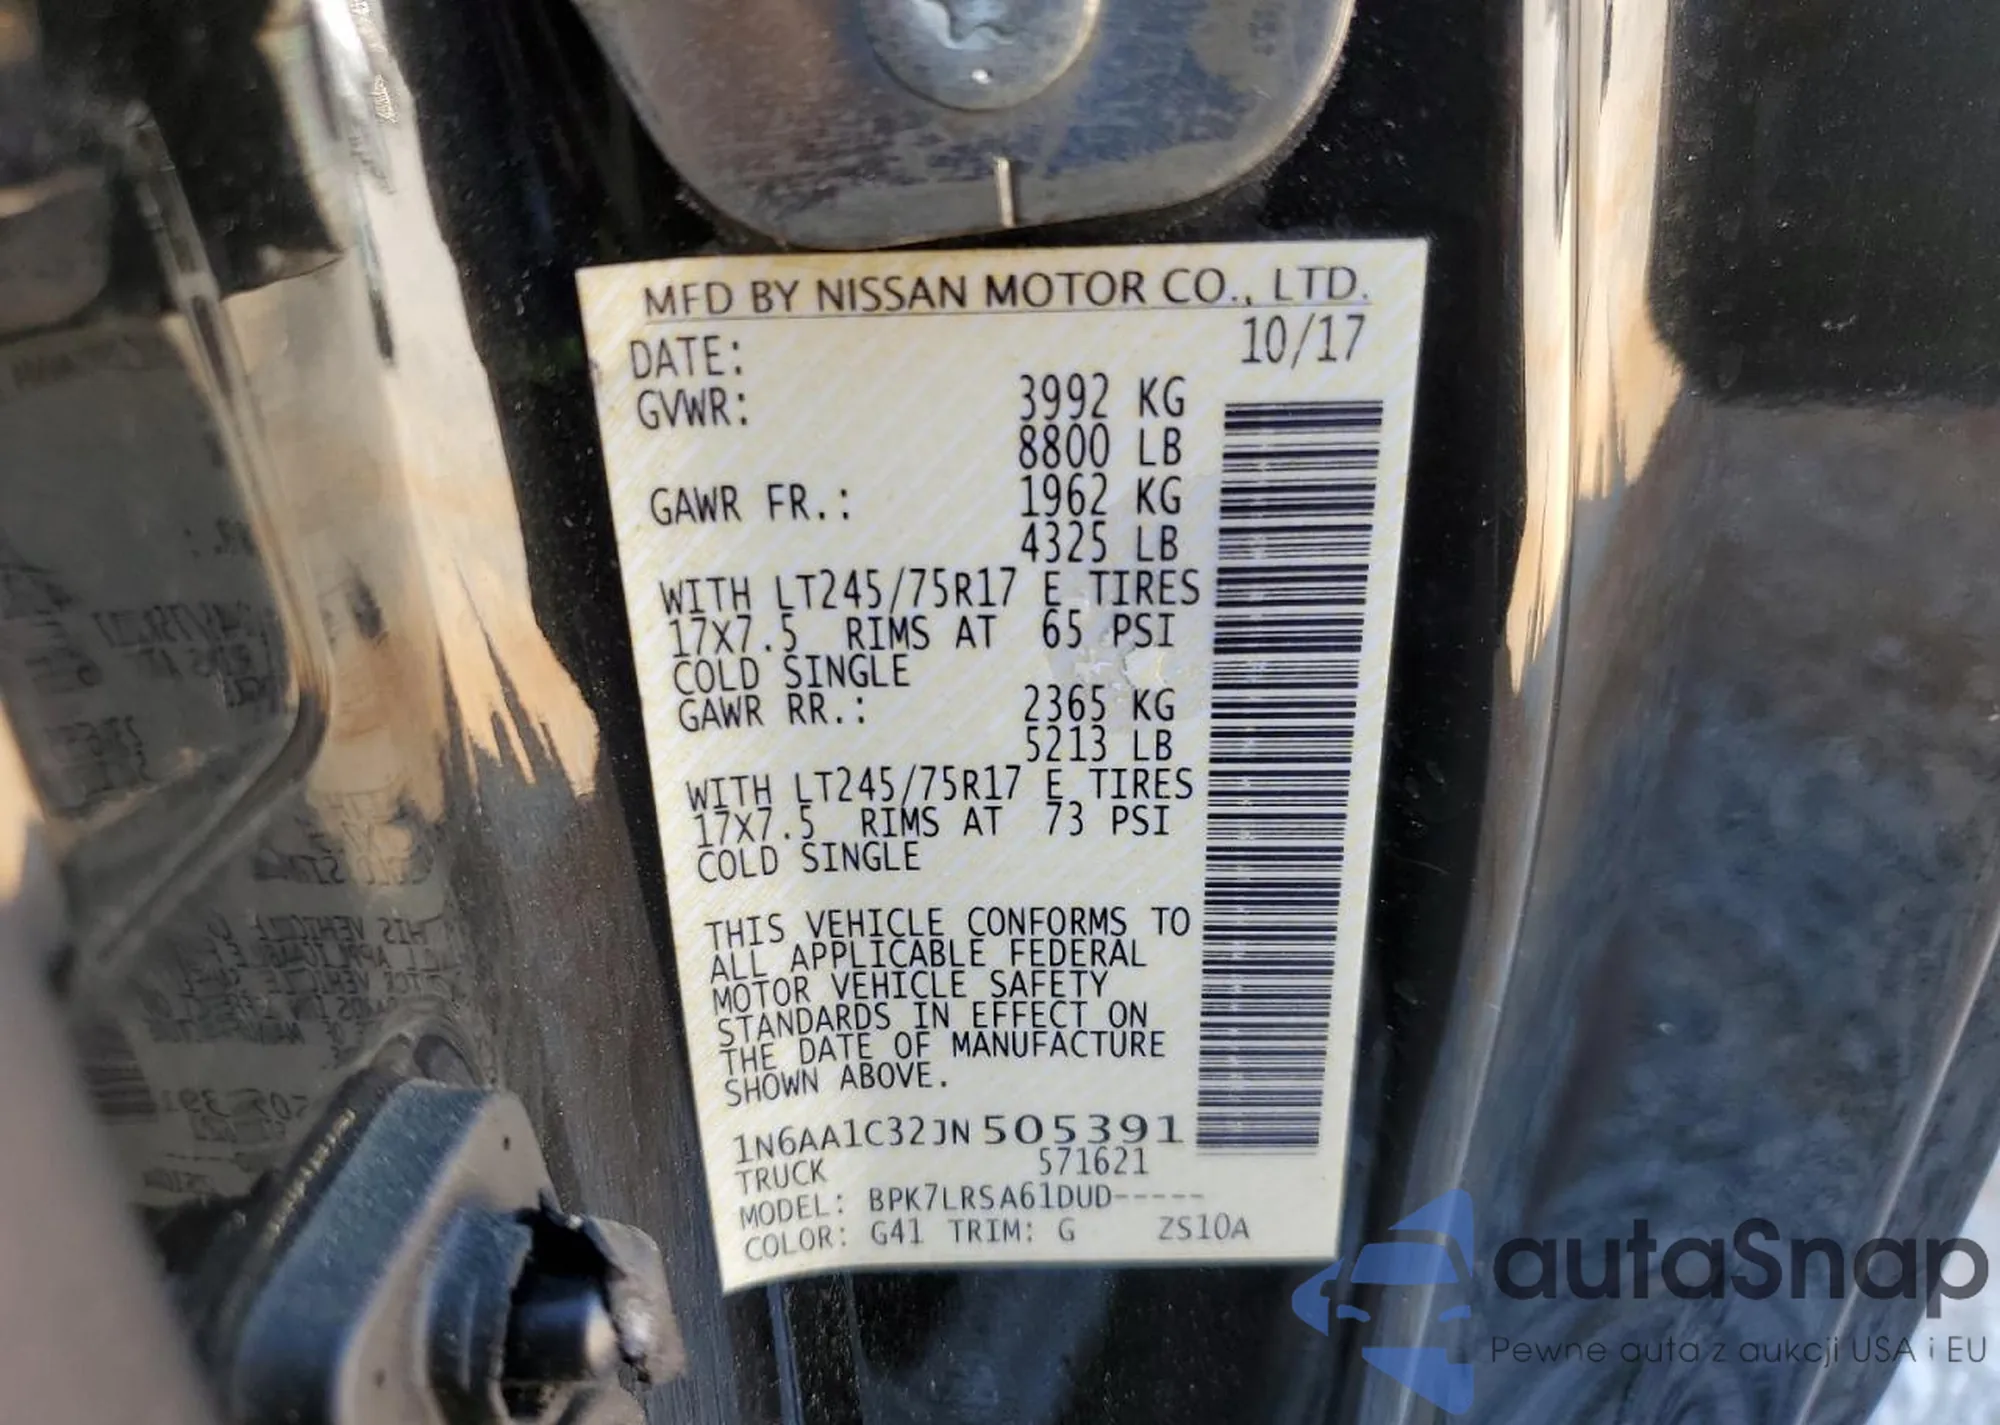 MFD BY NISSAN MOTOR CO., LTD.
DATE: 10/17
GVWR: 3992 KG
8800 LB
GAWR FR.: 1962 KG
4325 LB
WITH LT245/75R17 E TIRES
17X7.5 RIMS AT 65 PSI
COLD SINGLE
GAWR RR.: 2365 KG
5213 LB
WITH LT245/75R17 E TIRES
17X7.5 RIMS AT 73 PSI
COLD SINGLE
THIS VEHICLE CONFORMS TO
ALL APPLICABLE FEDERAL
MOTOR VEHICLE SAFETY
STANDARDS IN EFFECT ON
THE DATE OF MANUFACTURE
SHOWN ABOVE.
1N6AA1C32JN505391
TRUCK 571621
MODEL: BPK7LRSA61DUD-----
COLOR: G41 TRIM: G ZS10A
autaSnap
Pewne auta z aukcji USA i EU